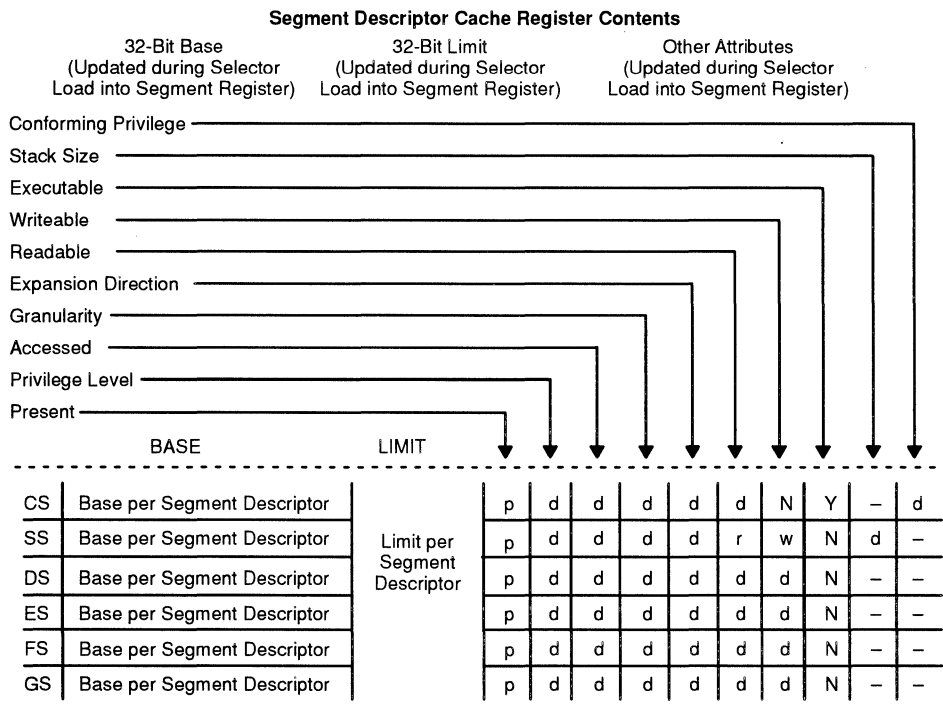 Segment Descriptor Cache Register Contents
32-Bit Base 32-Bit Limit Other Attributes
(Updated during Selector (Updated during Selector (Updated during Selector
Load into Segment Register) Load into Segment Register) Load into Segment Register)
Conforming Privilege
Stack Size
Executable
Writeable
Readable
Expansion Direction
Granularity
Accessed
Privilege Level
Present
BASE LIMIT
CS Base per Segment Descriptor p d d d d d N Y – d
SS Base per Segment Descriptor Limit per p d d d d r w N d –
Segment
DS Base per Segment Descriptor Descriptor p d d d d d d N – –
ES Base per Segment Descriptor p d d d d d d N – –
FS Base per Segment Descriptor p d d d d d d N – –
GS Base per Segment Descriptor p d d d d d d N – –